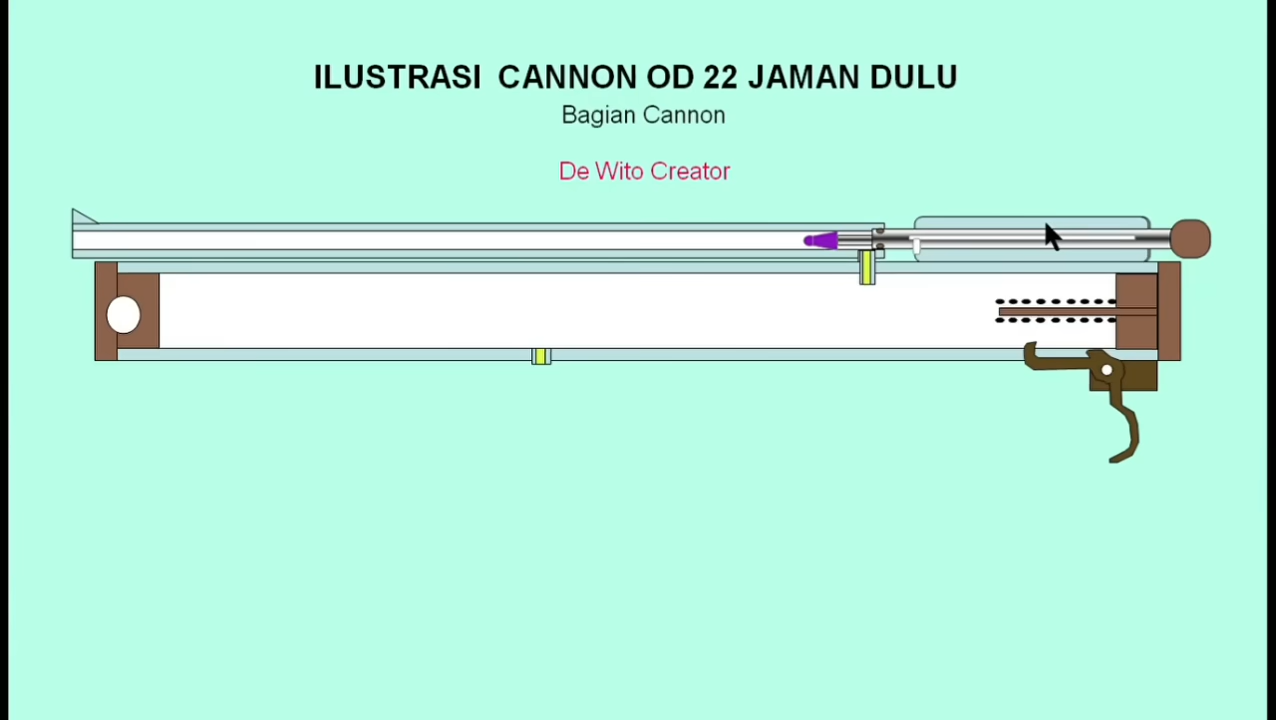 ILUSTRASI CANNON OD 22 JAMAN DULU
Bagian Cannon
De Wito Creator